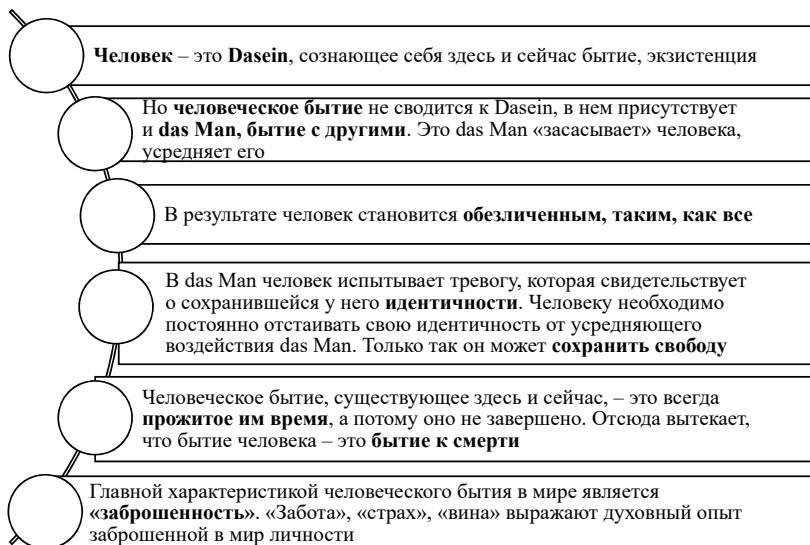 Человек – это Dasein, сознающее себя здесь и сейчас бытие, экзистенция
Но человеческое бытие не сводится к Dasein, в нем присутствует
и das Man, бытие с другими. Это das Man «засасывает» человека,
усредняет его
В результате человек становится обезличенным, таким, как все
В das Man человек испытывает тревогу, которая свидетельствует
о сохранившейся у него идентичности. Человеку необходимо
постоянно отстаивать свою идентичность от усредняющего
воздействия das Man. Только так он может сохранить свободу
Человеческое бытие, существующее здесь и сейчас, – это всегда
прожитое им время, а потому оно не завершено. Отсюда вытекает,
что бытие человека – это бытие к смерти
Главной характеристикой человеческого бытия в мире является
«заброшенность». «Забота», «страх», «вина» выражают духовный опыт
заброшенной в мир личности